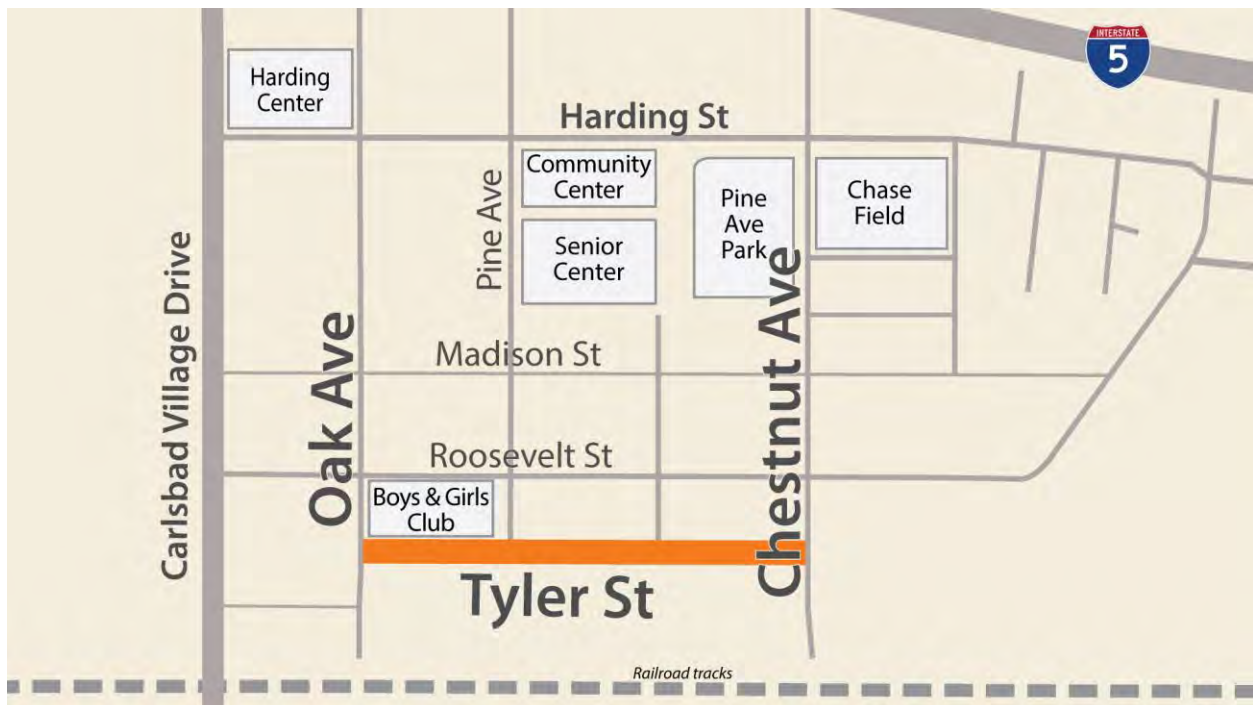 INTERSTATE
5
Harding
Center
Harding St
Community
Center
Pine
Ave
Park
Chase
Field
Pine Ave
Senior
Center
Carlsbad Village Drive
Oak Ave
Chestnut Ave
Madison St
Roosevelt St
Boys & Girls
Club
Tyler St
Railroad tracks